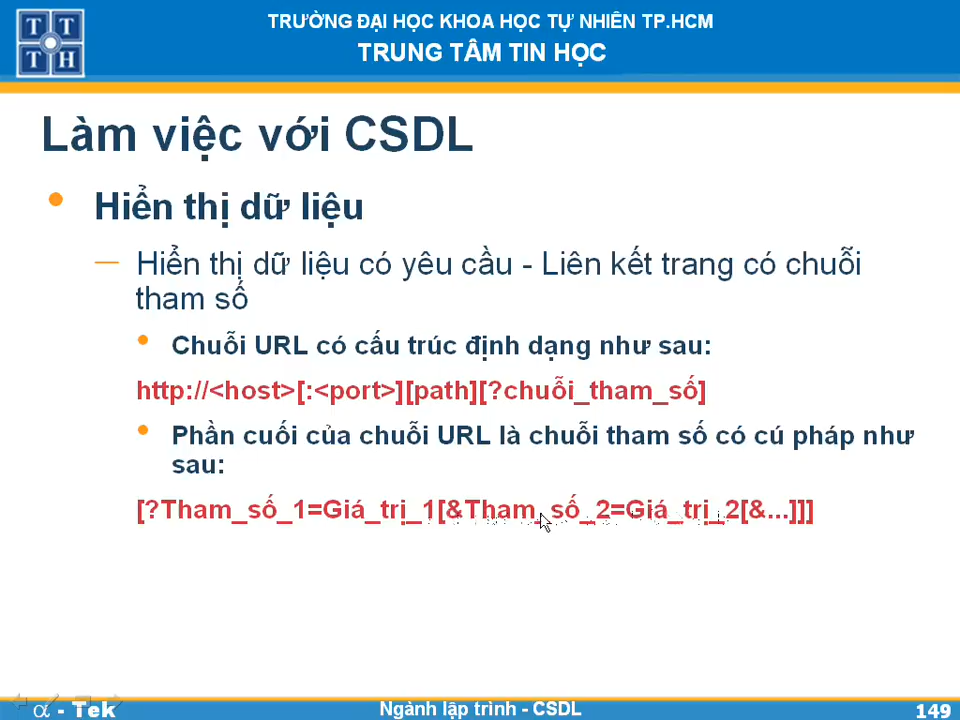 TRƯỜNG ĐẠI HỌC KHOA HỌC TỰ NHIÊN TP.HCM
TRUNG TÂM TIN HỌC
T T
T H
Làm việc với CSDL
Hiển thị dữ liệu
Hiển thị dữ liệu có yêu cầu - Liên kết trang có chuỗi
tham số
Chuỗi URL có cấu trúc định dạng như sau:
http://<host>[:<port>][path][?chuỗi_tham_số]
Phần cuối của chuỗi URL là chuỗi tham số có cú pháp như
sau:
[?Tham_số_1=Giá_trị_1[&Tham_số_2=Giá_trị_2[&...]]]
α - Tek
Ngành lập trình - CSDL
149